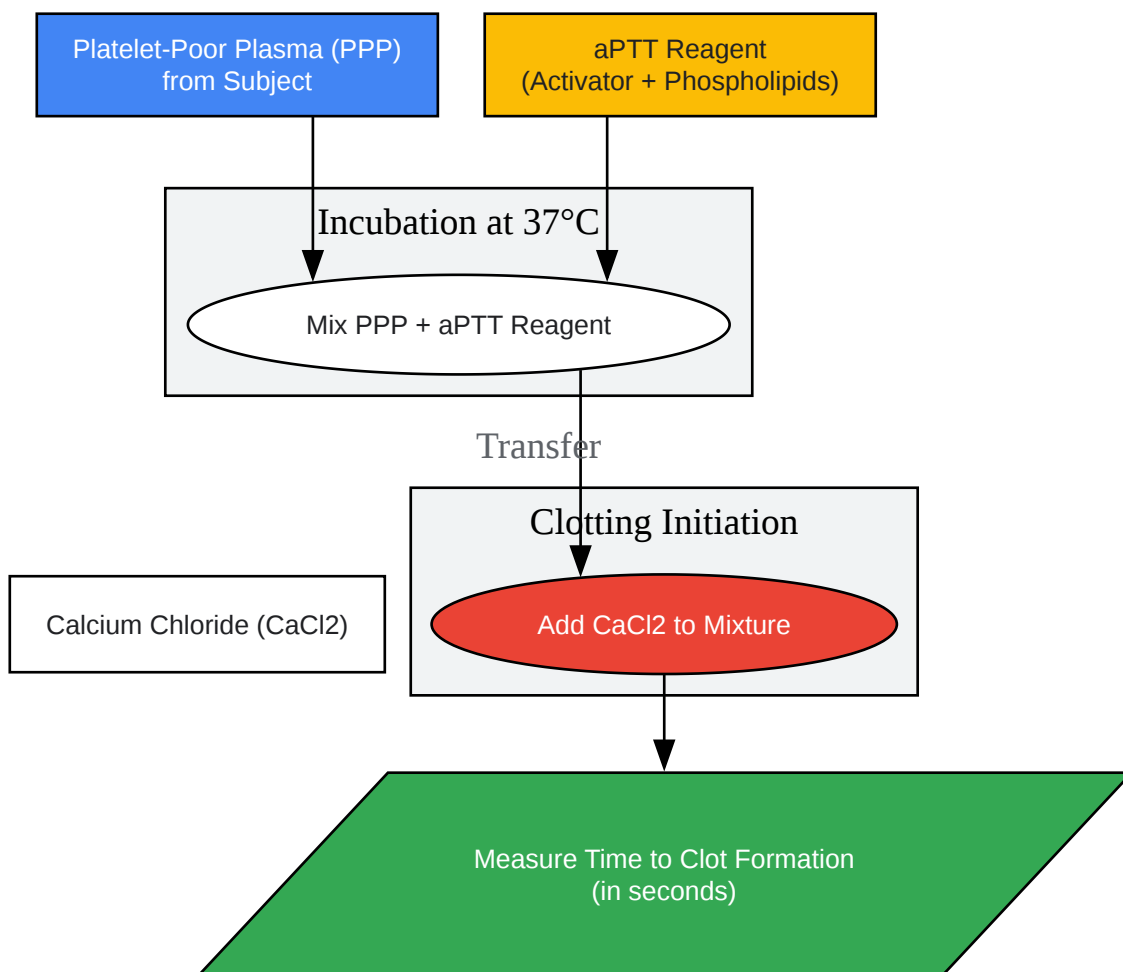 Platelet-Poor Plasma (PPP)
from Subject
aPTT Reagent
(Activator + Phospholipids)
Incubation at 37°C
Mix PPP + aPTT Reagent
Transfer
Clotting Initiation
Calcium Chloride (CaCl2)
Add CaCl2 to Mixture
Measure Time to Clot Formation
(in seconds)